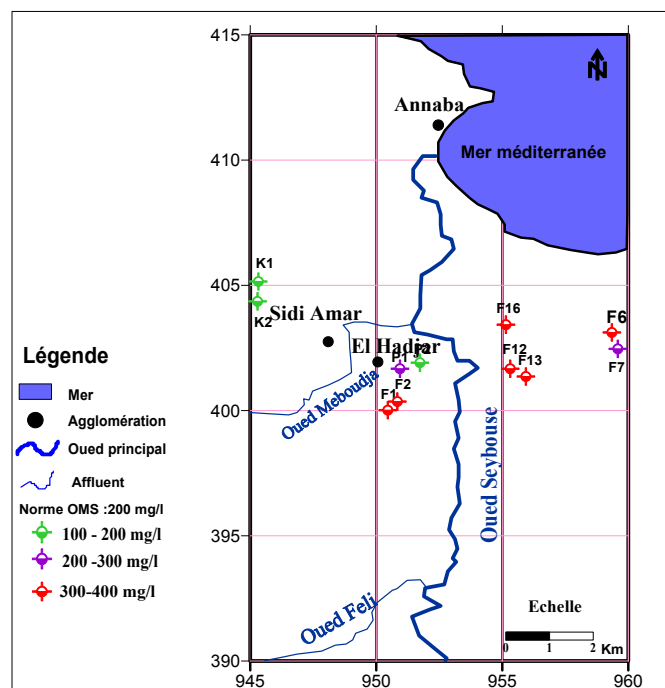 415
N
Annaba
Mer méditerranée
410
405
K1
K2
Sidi Amar
F16
F6
F7
El Hadjar
P1
P2
F12
F13
F2
F1
Oued Meboudja
400
Oued Seybouse
395
Oued Feli
Echelle
0 1 2 Km
390
945 950 955 960
Légende
Mer
Agglomération
Oued principal
Affluent
Norme OMS :200 mg/l
100 - 200 mg/l
200 -300 mg/l
300-400 mg/l